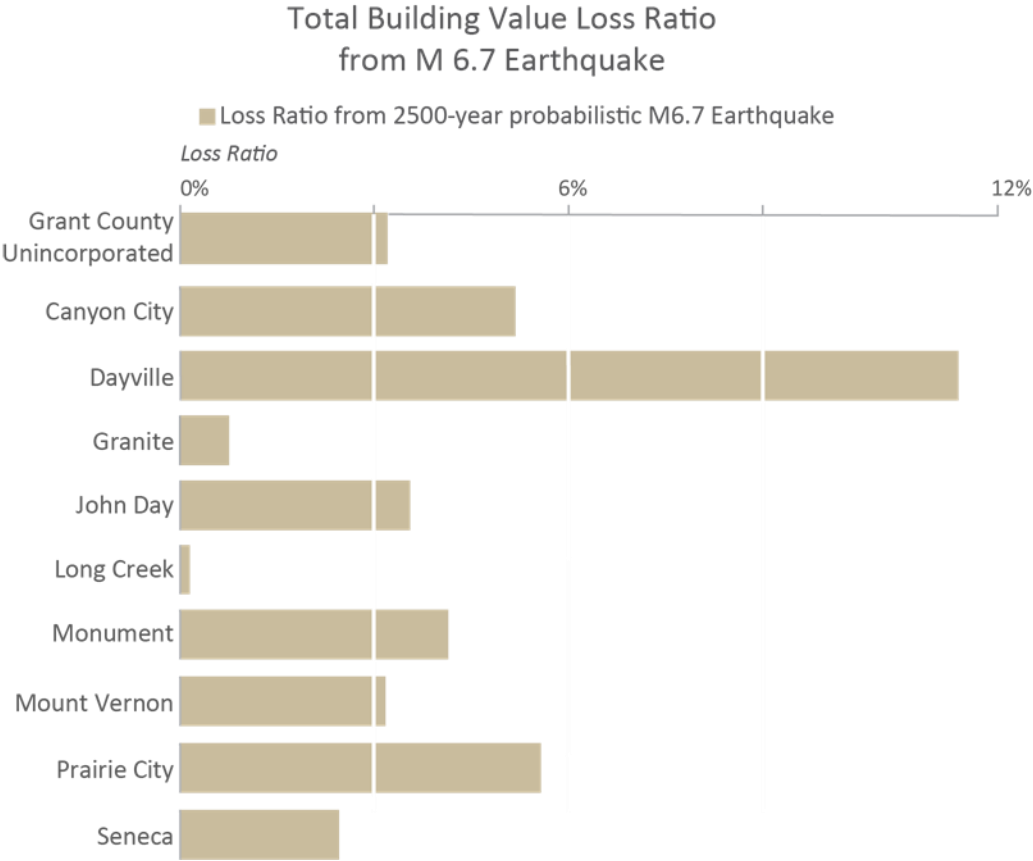 Total Building Value Loss Ratio
from M 6.7 Earthquake
Loss Ratio from 2500-year probabilistic M6.7 Earthquake
Loss Ratio
0%
6%
12%
Grant County
Unincorporated
Canyon City
Dayville
Granite
John Day
Long Creek
Monument
Mount Vernon
Prairie City
Seneca